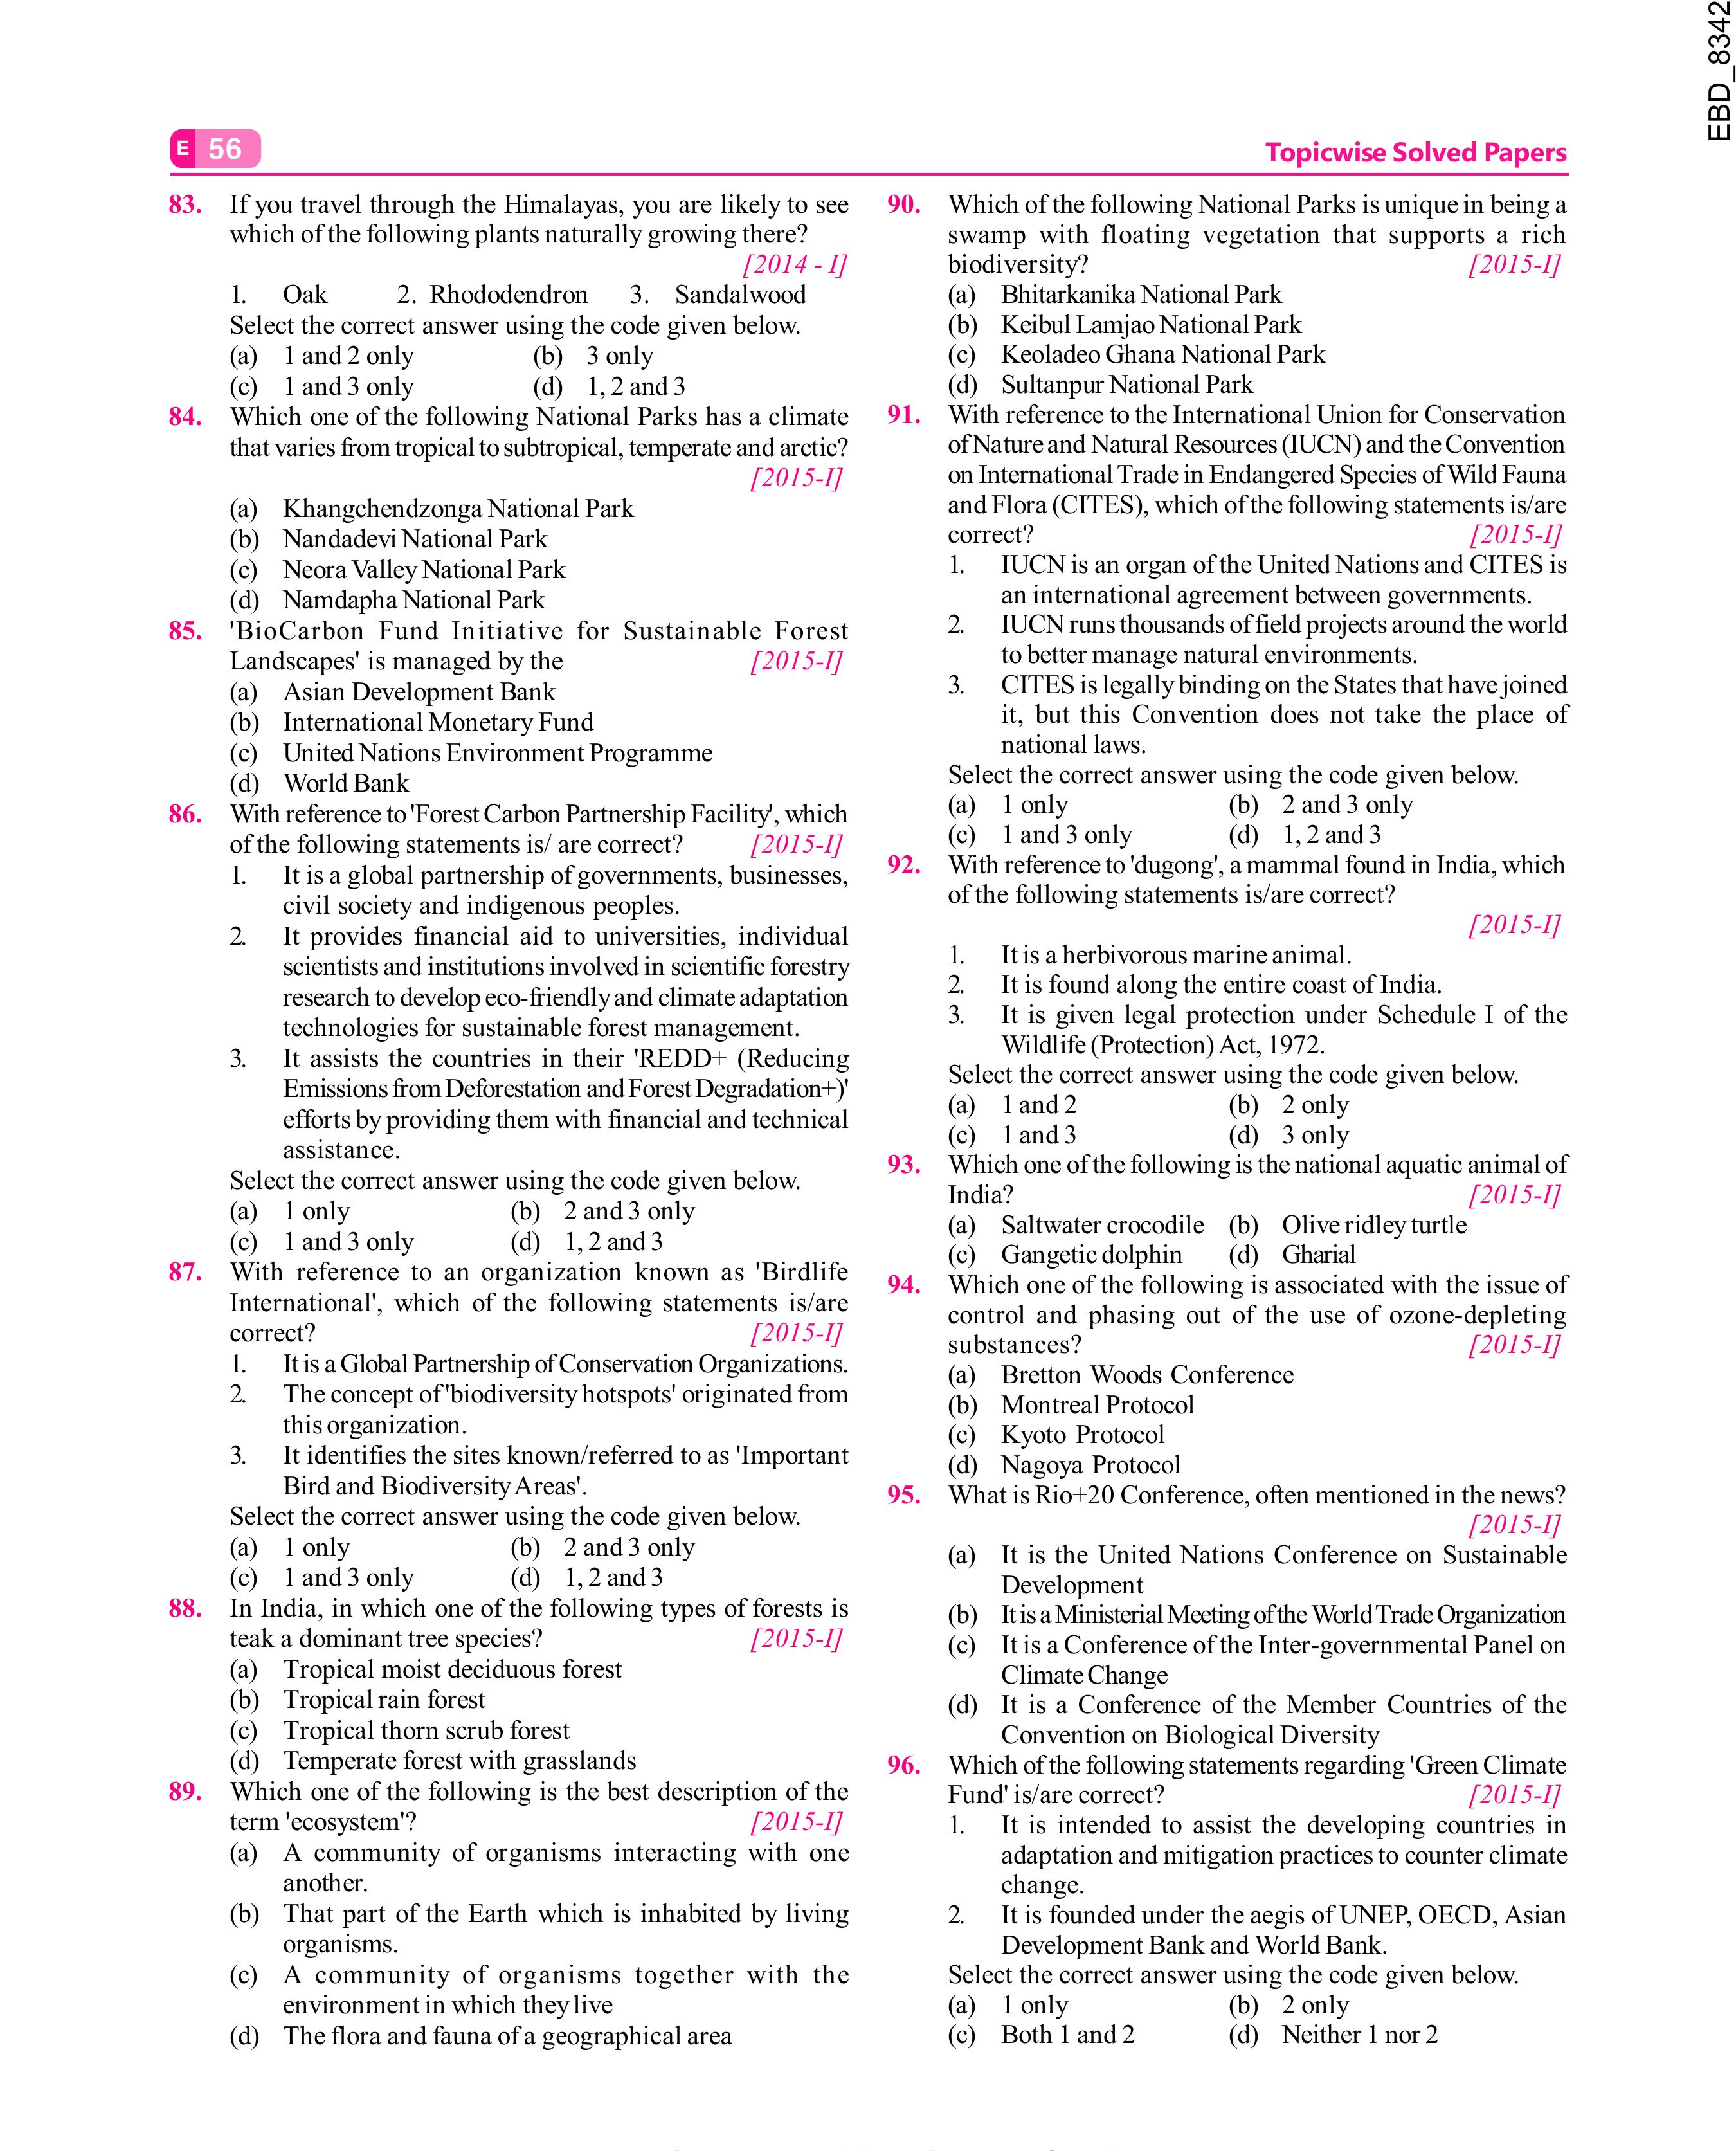 EBD_8342
E 56
Topicwise Solved Papers
83. If you travel through the Himalayas, you are likely to see
which of the following plants naturally growing there?
[2014 - I]
1. Oak 2. Rhododendron 3. Sandalwood
Select the correct answer using the code given below.
(a) 1 and 2 only (b) 3 only
(c) 1 and 3 only (d) 1, 2 and 3
84. Which one of the following National Parks has a climate
that varies from tropical to subtropical, temperate and arctic?
[2015-I]
(a) Khangchendzonga National Park
(b) Nandadevi National Park
(c) Neora Valley National Park
(d) Namdapha National Park
85. 'BioCarbon Fund Initiative for Sustainable Forest
Landscapes' is managed by the [2015-I]
(a) Asian Development Bank
(b) International Monetary Fund
(c) United Nations Environment Programme
(d) World Bank
86. With reference to 'Forest Carbon Partnership Facility', which
of the following statements is/ are correct? [2015-I]
1. It is a global partnership of governments, businesses,
civil society and indigenous peoples.
2. It provides financial aid to universities, individual
scientists and institutions involved in scientific forestry
research to develop eco-friendly and climate adaptation
technologies for sustainable forest management.
3. It assists the countries in their 'REDD+ (Reducing
Emissions from Deforestation and Forest Degradation+)'
efforts by providing them with financial and technical
assistance.
Select the correct answer using the code given below.
(a) 1 only (b) 2 and 3 only
(c) 1 and 3 only (d) 1, 2 and 3
87. With reference to an organization known as 'Birdlife
International', which of the following statements is/are
correct? [2015-I]
1. It is a Global Partnership of Conservation Organizations.
2. The concept of 'biodiversity hotspots' originated from
this organization.
3. It identifies the sites known/referred to as 'Important
Bird and Biodiversity Areas'.
Select the correct answer using the code given below.
(a) 1 only (b) 2 and 3 only
(c) 1 and 3 only (d) 1, 2 and 3
88. In India, in which one of the following types of forests is
teak a dominant tree species? [2015-I]
(a) Tropical moist deciduous forest
(b) Tropical rain forest
(c) Tropical thorn scrub forest
(d) Temperate forest with grasslands
89. Which one of the following is the best description of the
term 'ecosystem'? [2015-I]
(a) A community of organisms interacting with one
another.
(b) That part of the Earth which is inhabited by living
organisms.
(c) A community of organisms together with the
environment in which they live
(d) The flora and fauna of a geographical area
90. Which of the following National Parks is unique in being a
swamp with floating vegetation that supports a rich
biodiversity? [2015-I]
(a) Bhitarkanika National Park
(b) Keibul Lamjao National Park
(c) Keoladeo Ghana National Park
(d) Sultanpur National Park
91. With reference to the International Union for Conservation
of Nature and Natural Resources (IUCN) and the Convention
on International Trade in Endangered Species of Wild Fauna
and Flora (CITES), which of the following statements is/are
correct? [2015-I]
1. IUCN is an organ of the United Nations and CITES is
an international agreement between governments.
2. IUCN runs thousands of field projects around the world
to better manage natural environments.
3. CITES is legally binding on the States that have joined
it, but this Convention does not take the place of
national laws.
Select the correct answer using the code given below.
(a) 1 only (b) 2 and 3 only
(c) 1 and 3 only (d) 1, 2 and 3
92. With reference to 'dugong', a mammal found in India, which
of the following statements is/are correct?
[2015-I]
1. It is a herbivorous marine animal.
2. It is found along the entire coast of India.
3. It is given legal protection under Schedule I of the
Wildlife (Protection) Act, 1972.
Select the correct answer using the code given below.
(a) 1 and 2 (b) 2 only
(c) 1 and 3 (d) 3 only
93. Which one of the following is the national aquatic animal of
India? [2015-I]
(a) Saltwater crocodile (b) Olive ridley turtle
(c) Gangetic dolphin (d) Gharial
94. Which one of the following is associated with the issue of
control and phasing out of the use of ozone-depleting
substances? [2015-I]
(a) Bretton Woods Conference
(b) Montreal Protocol
(c) Kyoto Protocol
(d) Nagoya Protocol
95. What is Rio+20 Conference, often mentioned in the news?
[2015-I]
(a) It is the United Nations Conference on Sustainable
Development
(b) It is a Ministerial Meeting of the World Trade Organization
(c) It is a Conference of the Inter-governmental Panel on
Climate Change
(d) It is a Conference of the Member Countries of the
Convention on Biological Diversity
96. Which of the following statements regarding 'Green Climate
Fund' is/are correct? [2015-I]
1. It is intended to assist the developing countries in
adaptation and mitigation practices to counter climate
change.
2. It is founded under the aegis of UNEP, OECD, Asian
Development Bank and World Bank.
Select the correct answer using the code given below.
(a) 1 only (b) 2 only
(c) Both 1 and 2 (d) Neither 1 nor 2